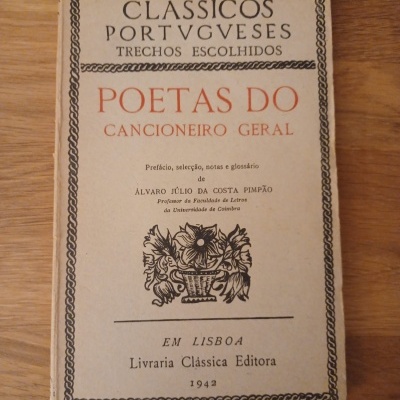 CLÁSSICOS
PORTVGVESES
TRECHOS ESCOLHIDOS
POETAS DO
CANCIONEIRO GERAL
Prefácio, selecção, notas e glossário
de
ÁLVARO JÚLIO DA COSTA PIMPÃO
Professor da Faculdade de Letras
da Universidade de Coimbra
EM LISBOA
Livraria Clássica Editora
1942